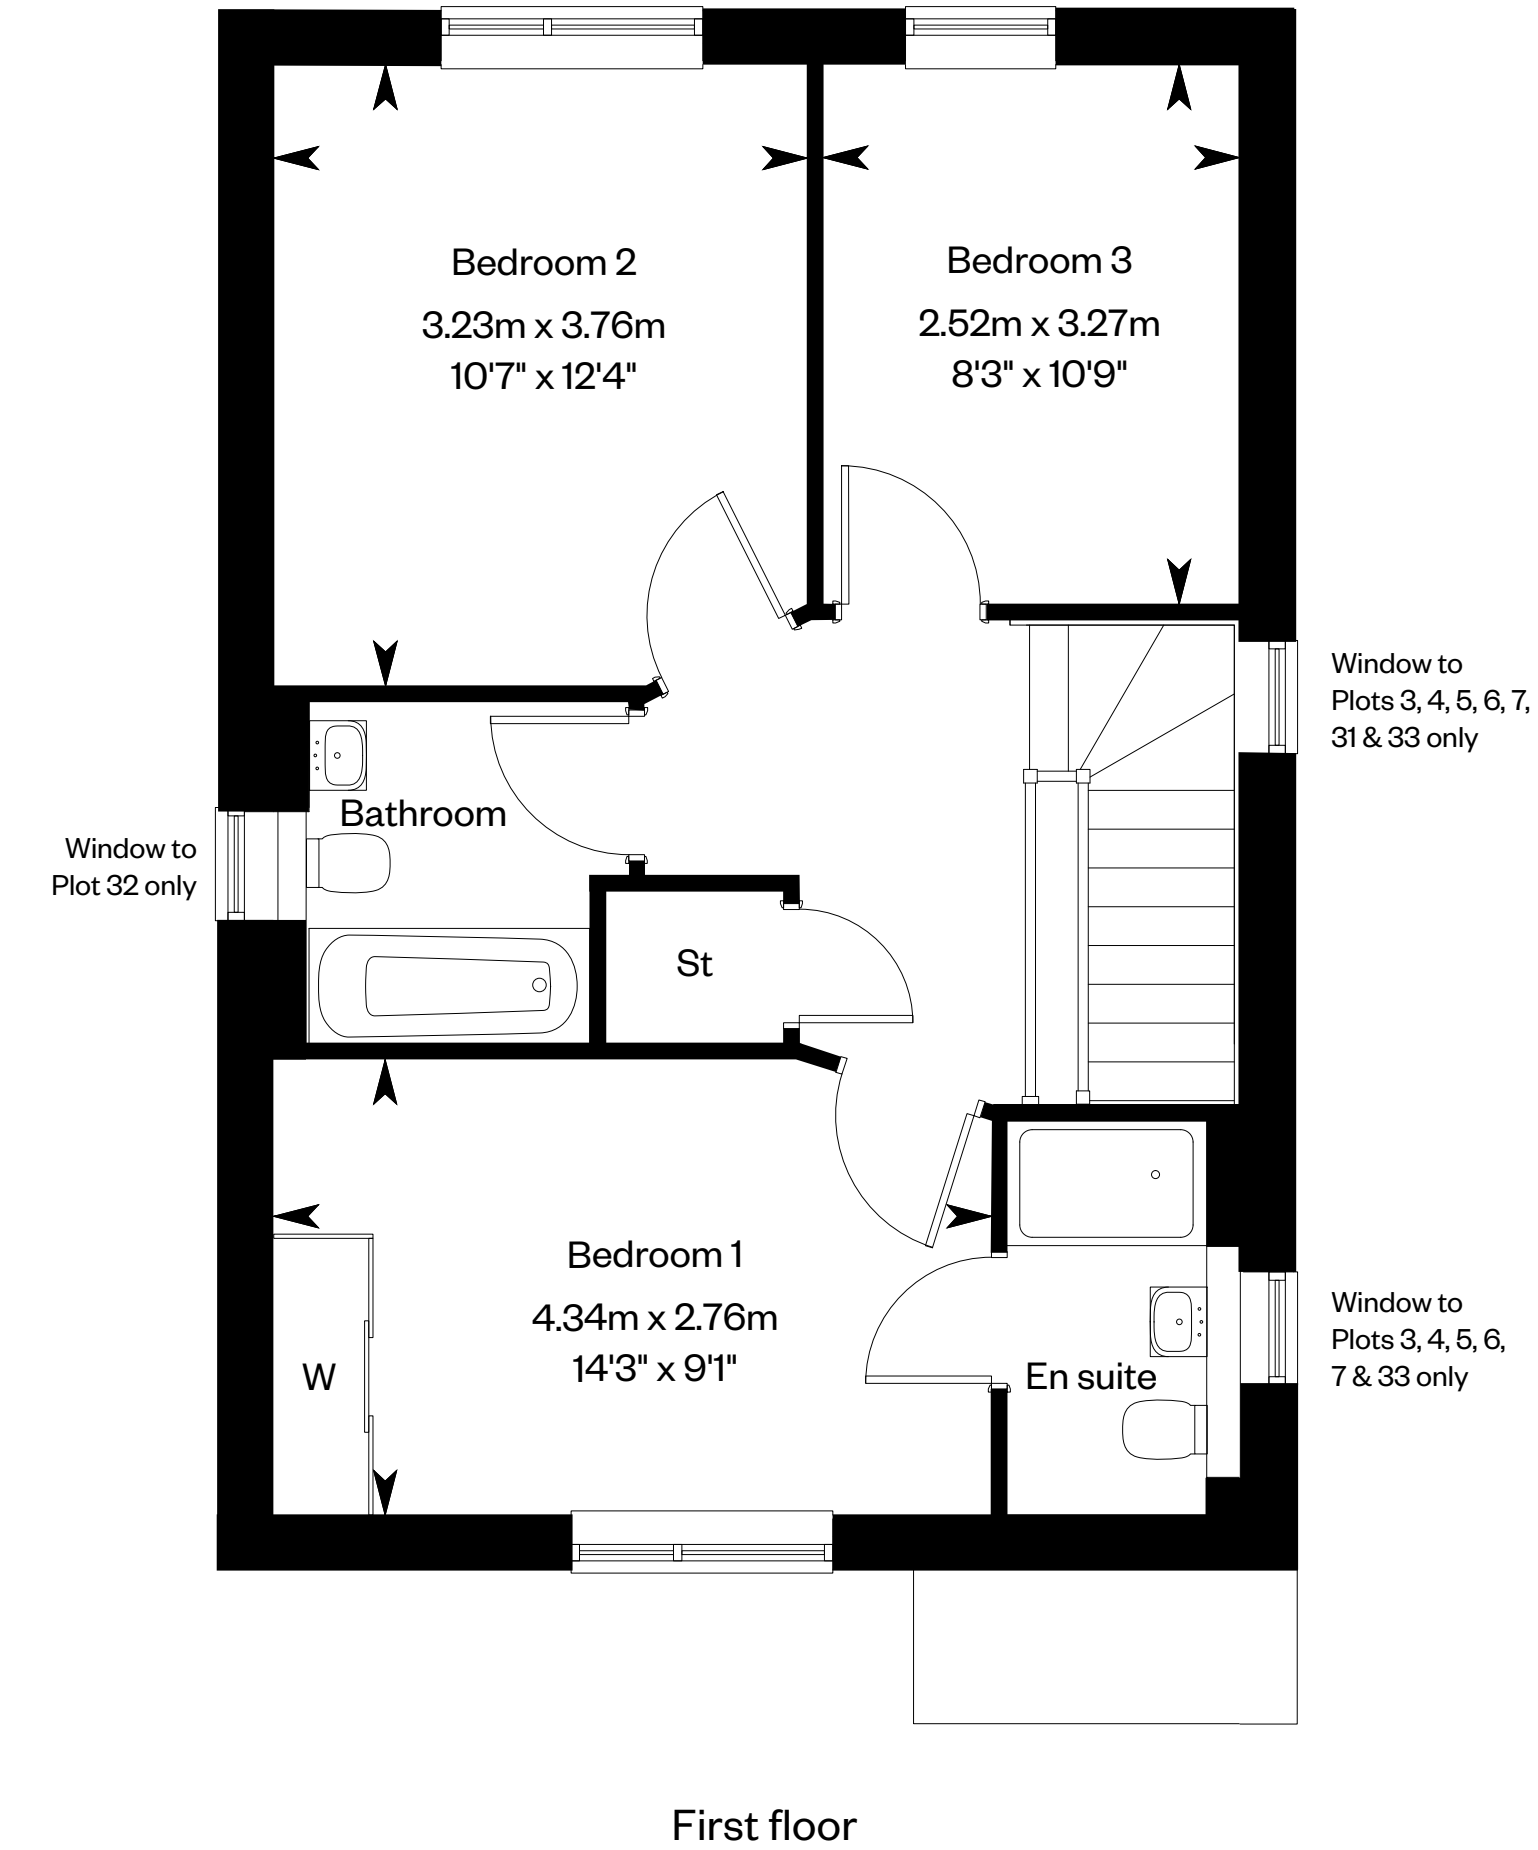 Bedroom 2
3.23m x 3.76m
10'7" x 12'4"
Bedroom 3
2.52m x 3.27m
8'3" x 10'9"
Window to
Plots 3, 4, 5, 6, 7,
31 & 33 only
Bathroom
Window to
Plot 32 only
St
Bedroom 1
4.34m x 2.76m
14'3" x 9'1"
W
En suite
Window to
Plots 3, 4, 5, 6,
7 & 33 only
First floor